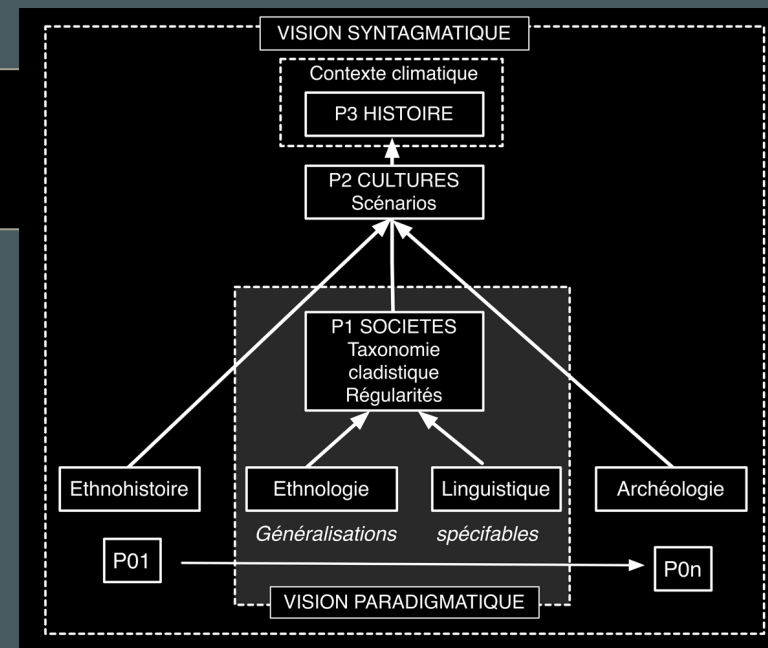 VISION SYNTAGMATIQUE
Contexte climatique
P3 HISTOIRE
P2 CULTURES
Scénarios
P1 SOCIETES
Taxonomie
cladistique
Régularités
Ethnohistoire
Ethnologie
Linguistique
Archéologie
Généralisations
spécifables
P01
P0n
VISION PARADIGMATIQUE